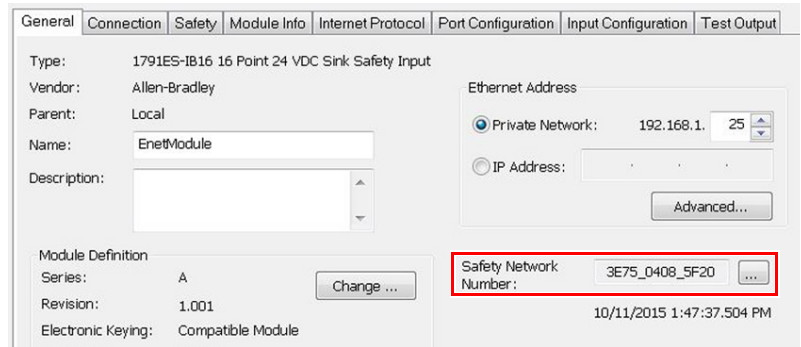 General Connection Safety Module Info Internet Protocol Port Configuration Input Configuration Test Output
Type: 1791ES-IB16 16 Point 24 VDC Sink Safety Input
Vendor: Allen-Bradley
Parent: Local
Name: EnetModule
Description:
Ethernet Address
Private Network: 192.168.1. 25
IP Address: . . .
Advanced...
Module Definition
Series: A
Change ...
Revision: 1.001
Electronic Keying: Compatible Module
Safety Network
Number: 3E75_0408_5F20 ...
10/11/2015 1:47:37.504 PM